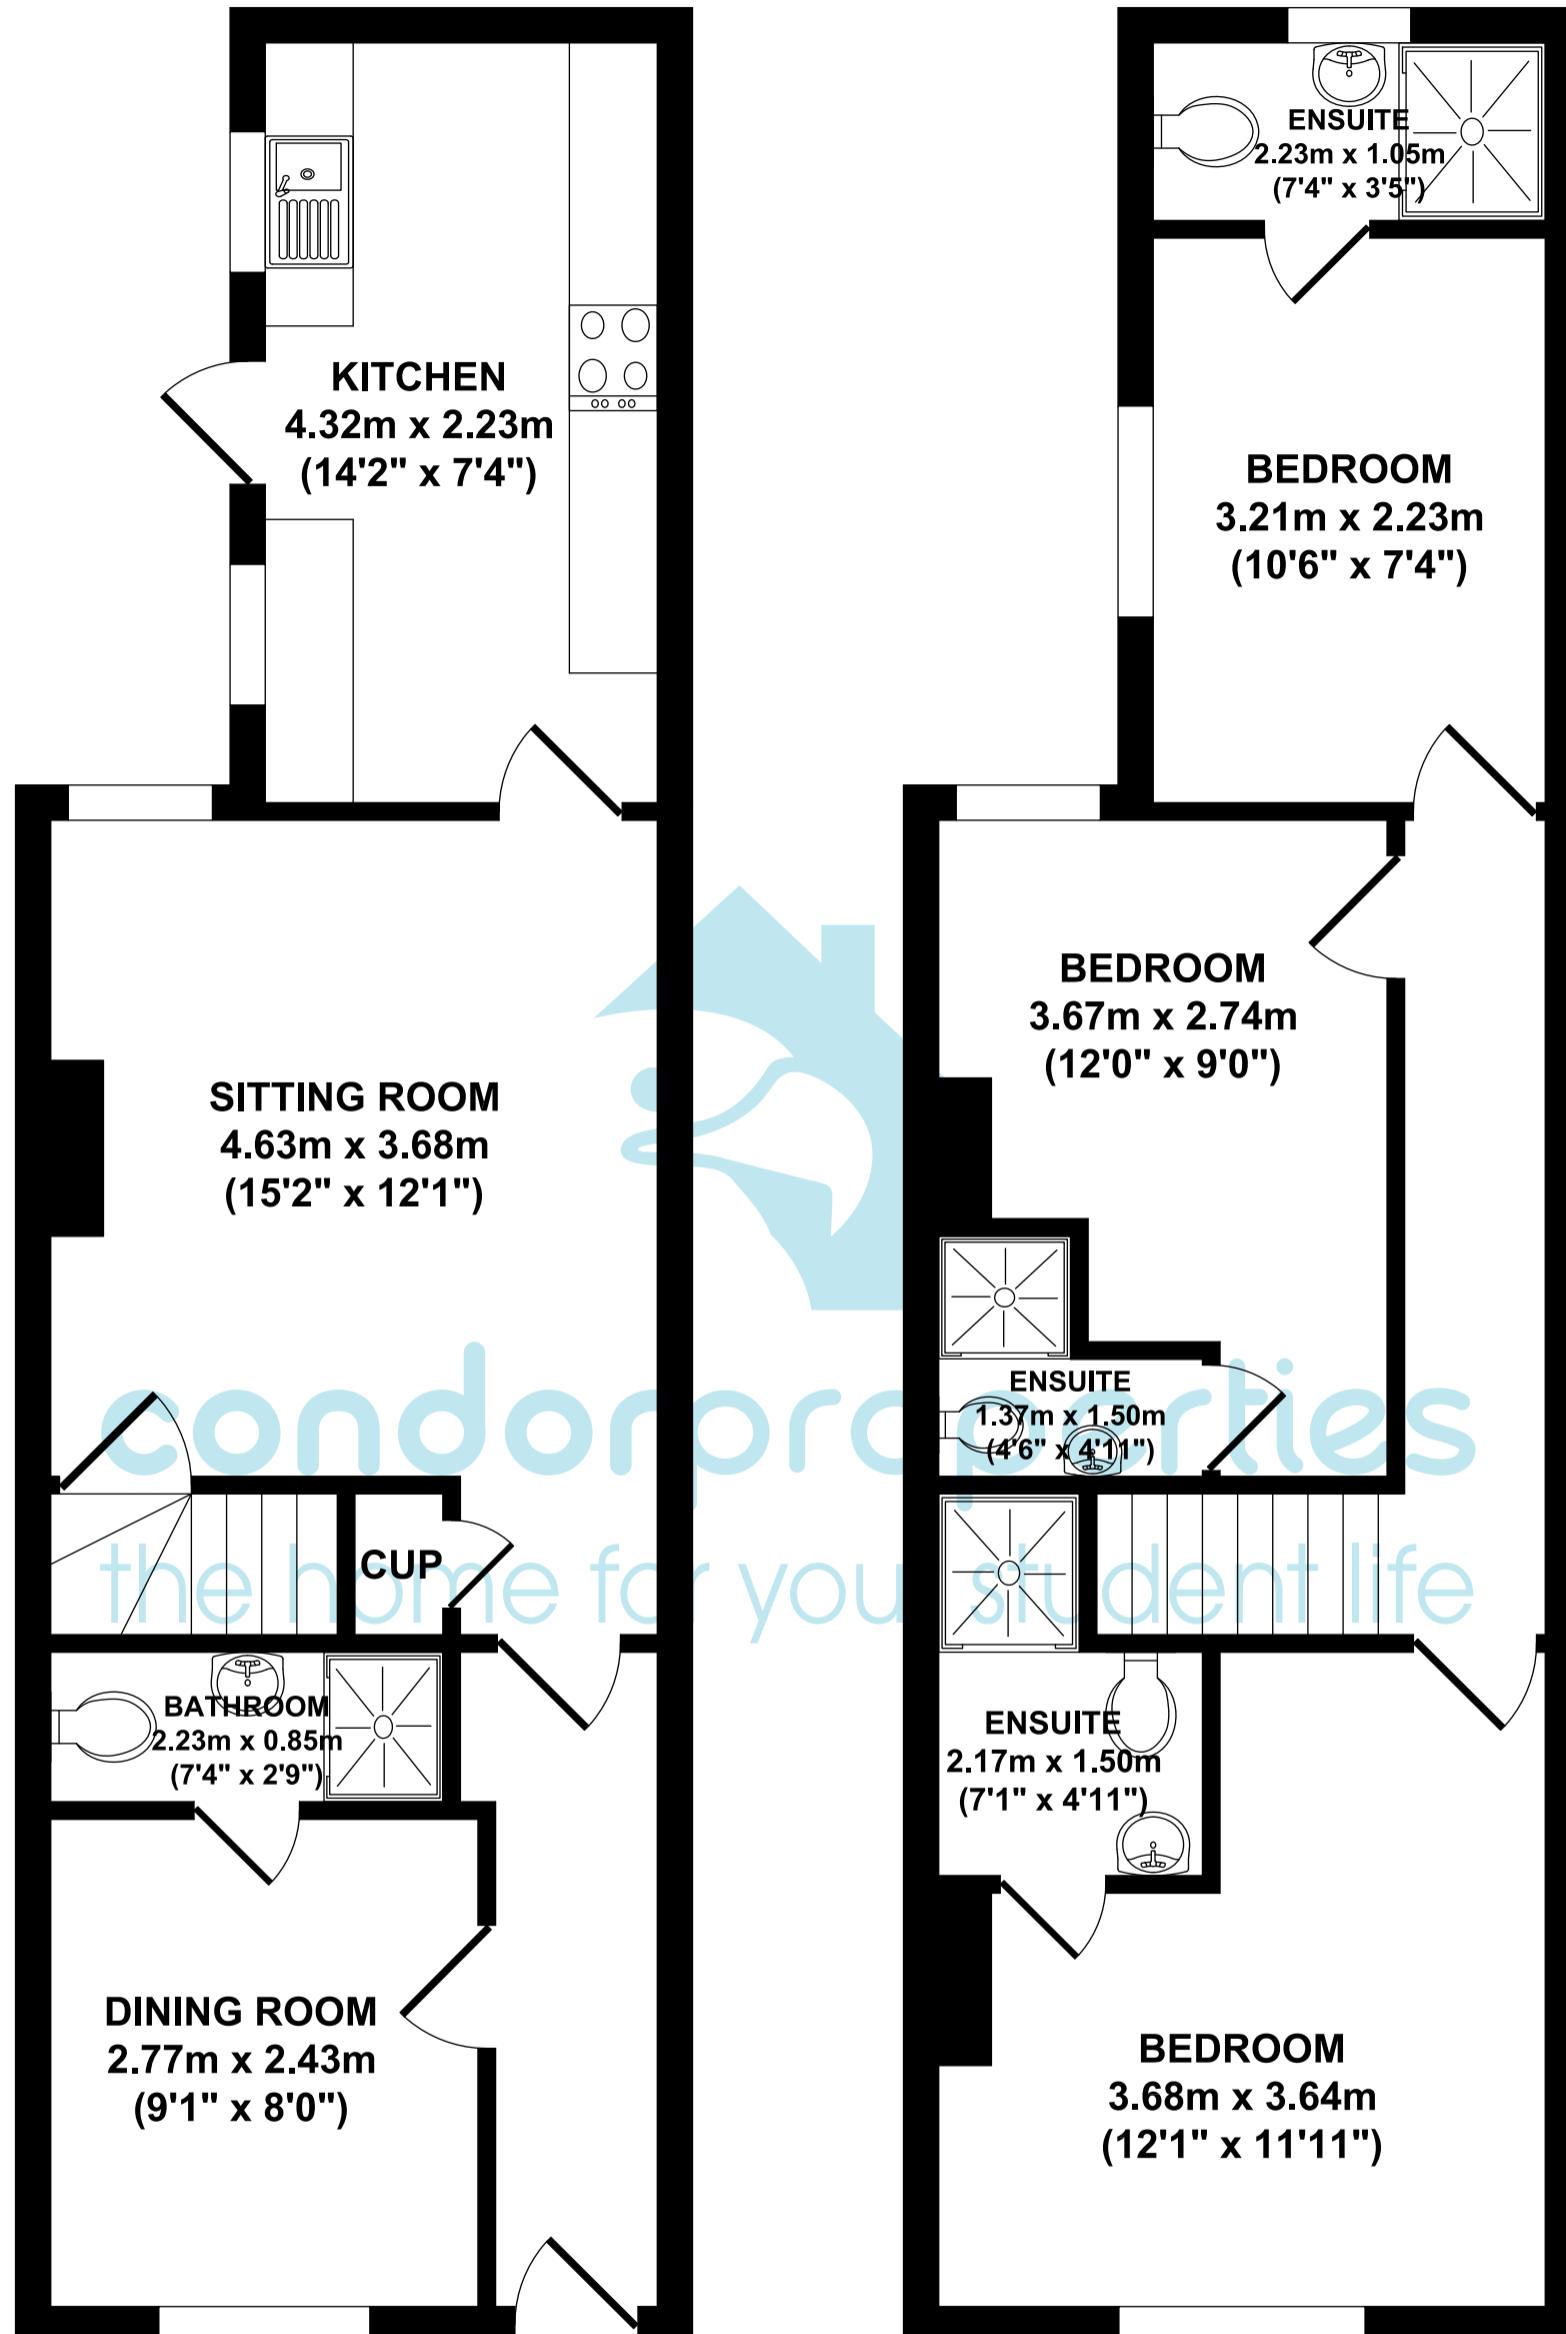 KITCHEN
4.32m x 2.23m
(14'2" x 7'4")
SITTING ROOM
4.63m x 3.68m
(15'2" x 12'1")
CUP
BATHROOM
2.23m x 0.85m
(7'4" x 2'9")
DINING ROOM
2.77m x 2.43m
(9'1" x 8'0")
ENSUITE
2.23m x 1.05m
(7'4" x 3'5")
BEDROOM
3.21m x 2.23m
(10'6" x 7'4")
BEDROOM
3.67m x 2.74m
(12'0" x 9'0")
ENSUITE
1.37m x 1.50m
(4'6" x 4'11")
ENSUITE
2.17m x 1.50m
(7'1" x 4'11")
BEDROOM
3.68m x 3.64m
(12'1" x 11'11")
condorproperties
the home for your student life